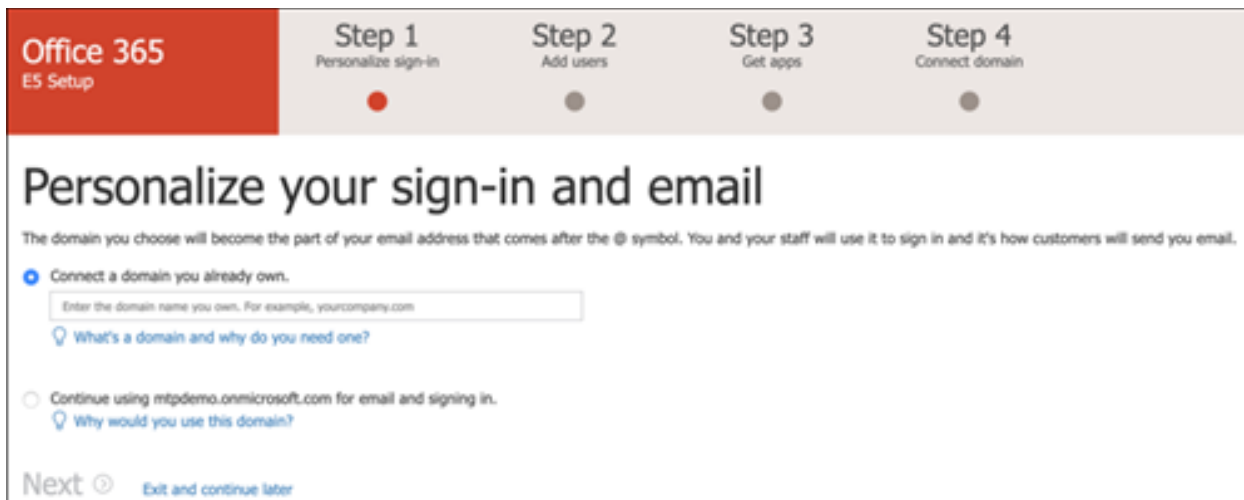 Office 365
E5 Setup
Step 1
Personalize sign-in
Step 2
Add users
Step 3
Get apps
Step 4
Connect domain
Personalize your sign-in and email
The domain you choose will become the part of your email address that comes after the @ symbol. You and your staff will use it to sign in and it's how customers will send you email.
Connect a domain you already own.
Enter the domain name you own. For example, yourcompany.com
What's a domain and why do you need one?
Continue using mtpdemo.onmicrosoft.com for email and signing in.
Why would you use this domain?
Next
Exit and continue later